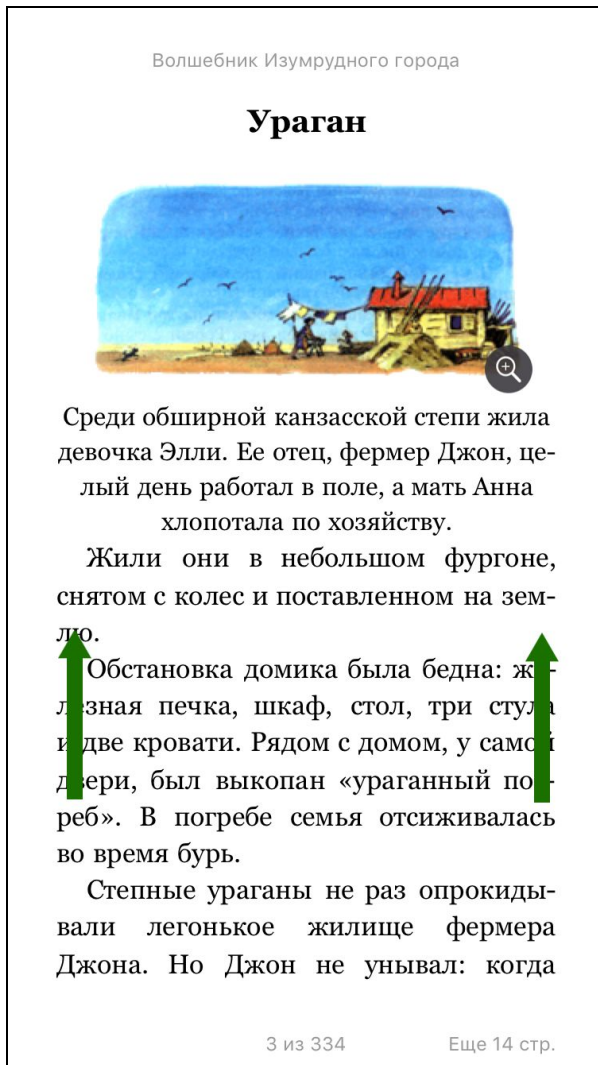 Волшебник Изумрудного города
Ураган
Среди обширной канзасской степи жила
девочка Элли. Ее отец, фермер Джон, це-
лый день работал в поле, а мать Анна
хлопотала по хозяйству.
Жили они в небольшом фургоне,
снятом с колес и поставленном на зем-
лю.
Обстановка домика была бедна: же-
лезная печка, шкаф, стол, три стула
и две кровати. Рядом с домом, у самой
двери, был выкопан «ураганный пог-
реб». В погребе семья отсиживалась
во время бурь.
Степные ураганы не раз опрокиды-
вали легонькое жилище фермера
Джона. Но Джон не унывал: когда
3 из 334
Еще 14 стр.